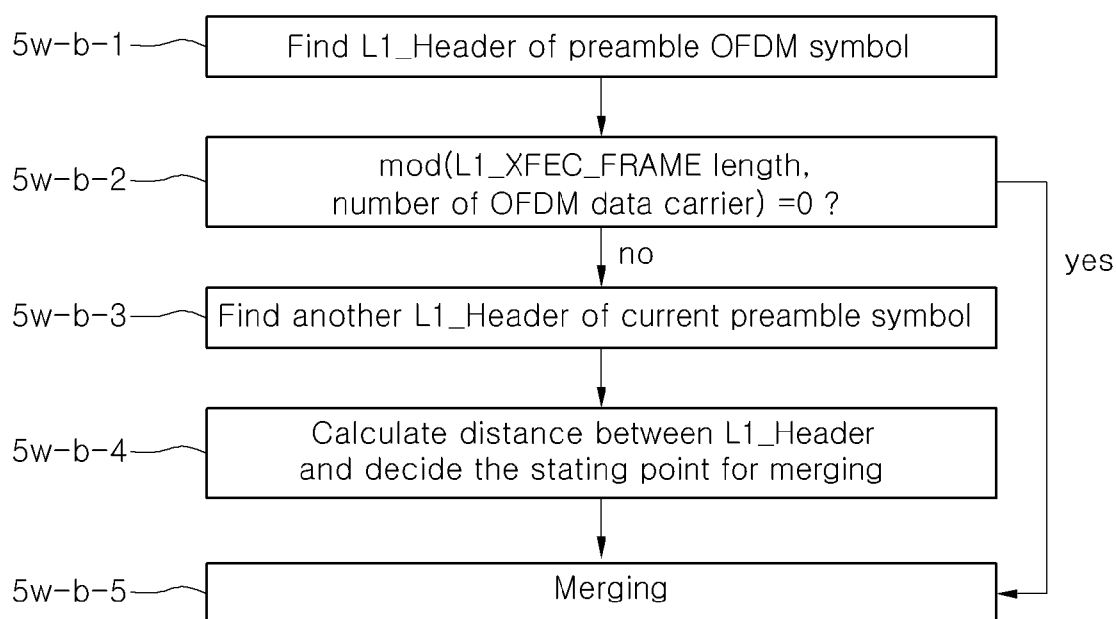 5w-b-1
Find L1_Header of preamble OFDM symbol
5w-b-2
mod(L1_XFEC_FRAME length,
number of OFDM data carrier) =0 ?
no
yes
5w-b-3
Find another L1_Header of current preamble symbol
5w-b-4
Calculate distance between L1_Header
and decide the stating point for merging
5w-b-5
Merging